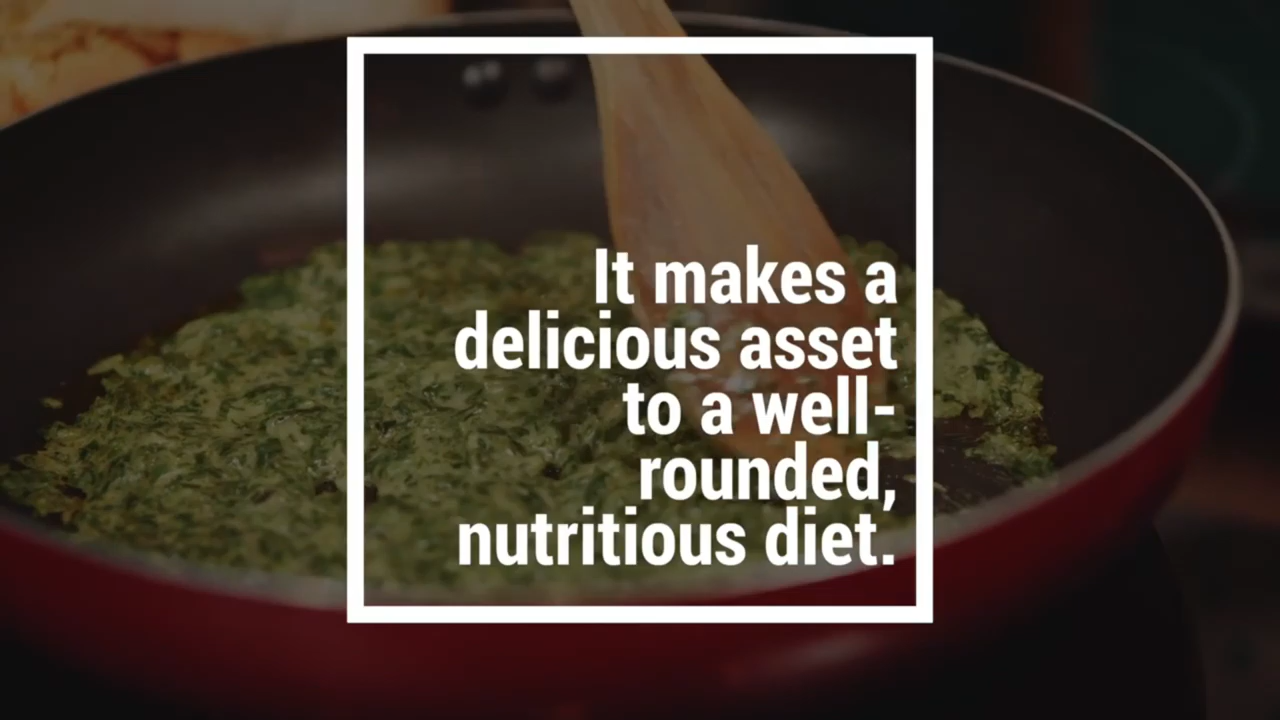 It makes a
delicious asset
to a well-
rounded,
nutritious diet.